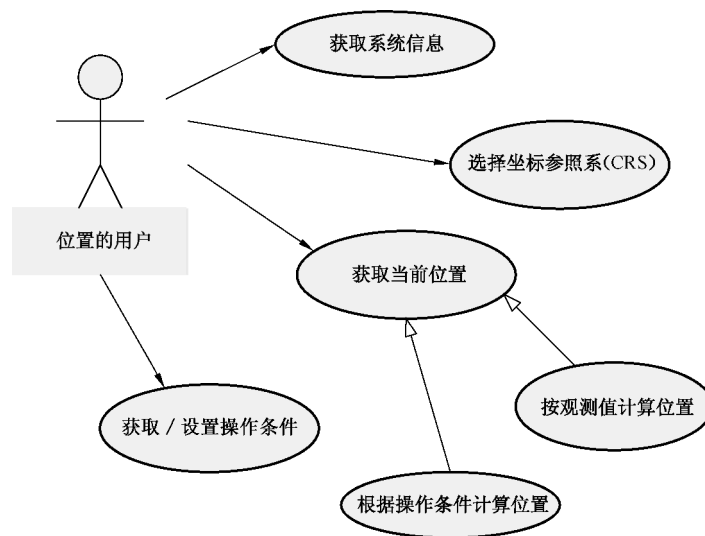 获取系统信息
选择坐标参照系(CRS)
位置的用户
获取当前位置
按观测值计算位置
获取 / 设置操作条件
根据操作条件计算位置